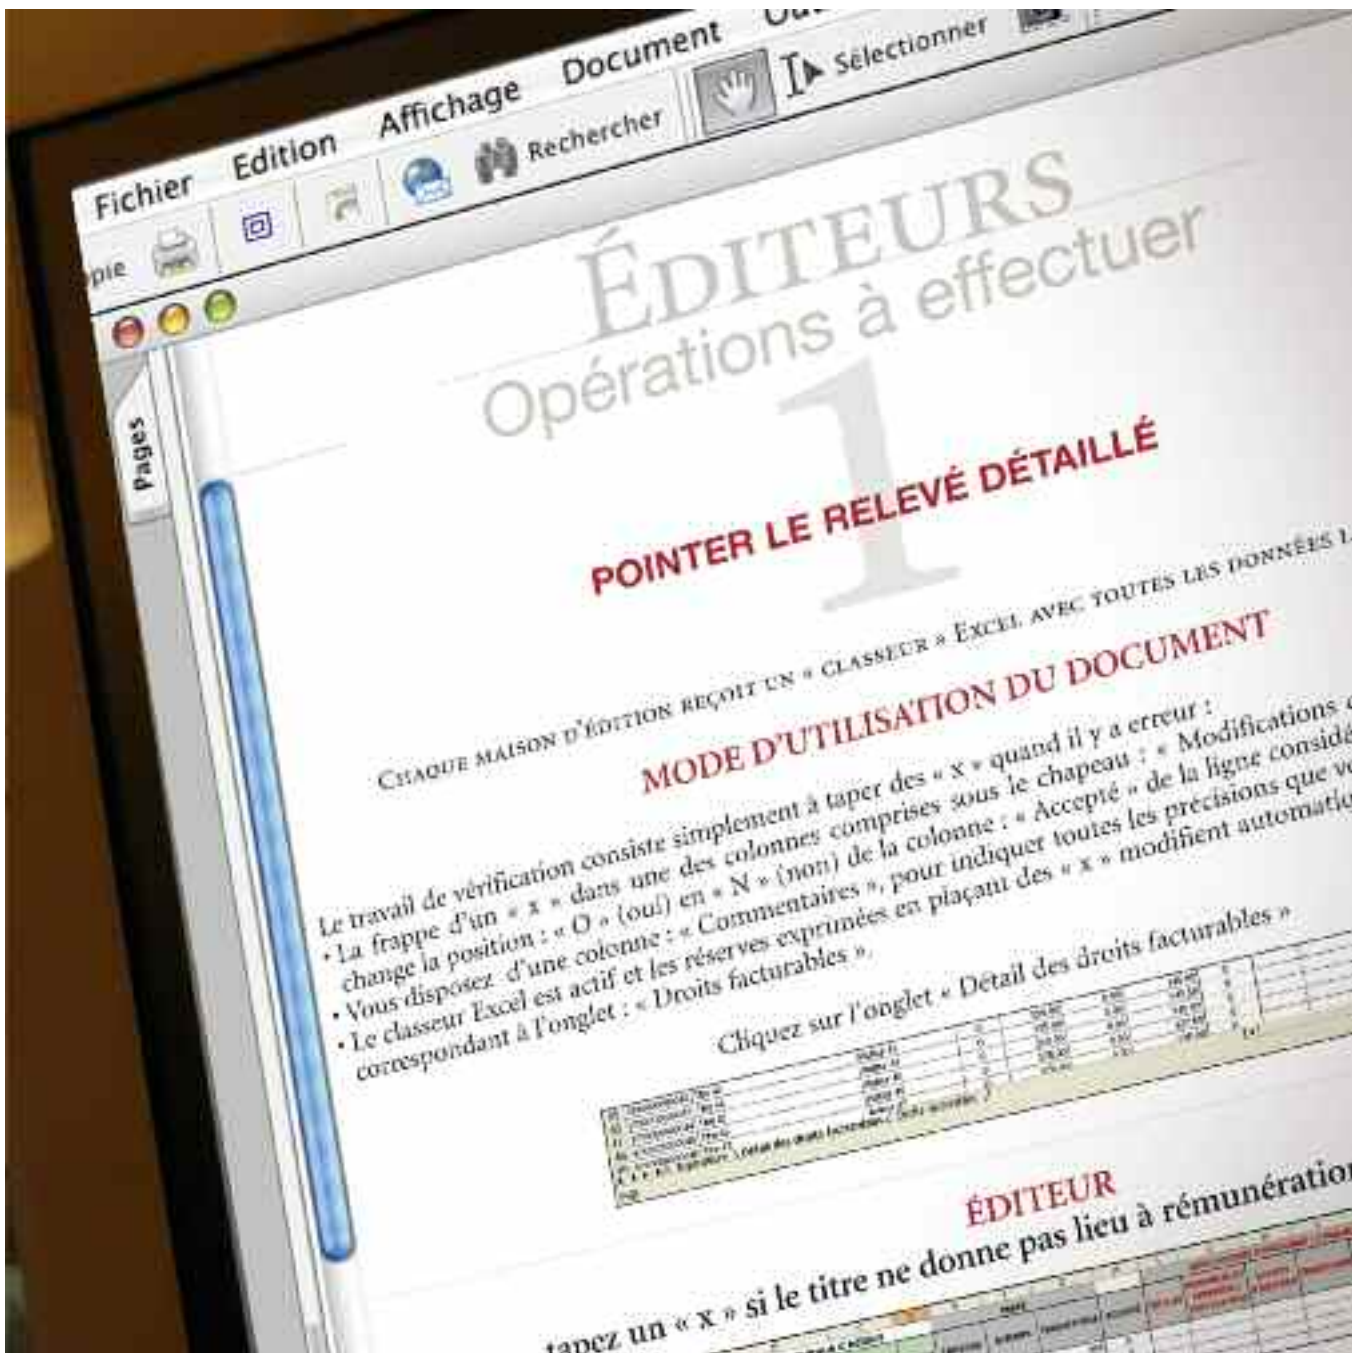 Fichier Edition Affichage Document
pie Rechercher Sélectionner
Pages
ÉDITEURS
Opérations à effectuer
1
POINTER LE RELEVÉ DÉTAILLÉ
CHAQUE MAISON D'ÉDITION REÇOIT UN « CLASSEUR » EXCEL AVEC TOUTES LES DONNÉES
MODE D'UTILISATION DU DOCUMENT
Le travail de vérification consiste simplement à taper des « x » quand il y a erreur :
• La frappe d'un « x » dans une des colonnes comprises sous le chapeau : « Modifications
change la position : « O » (oui) en « N » (non) de la colonne : « Accepté » de la ligne considé
• Vous disposez d'une colonne : « Commentaires », pour indiquer toutes les précisions que
• Le classeur Excel est actif et les réserves exprimées en plaçant des « x » modifient automati
correspondant à l'onglet : « Droits facturables ».
Cliquez sur l'onglet « Détail des droits facturables »
ÉDITEUR
tapez un « x » si le titre ne donne pas lieu à rémunération